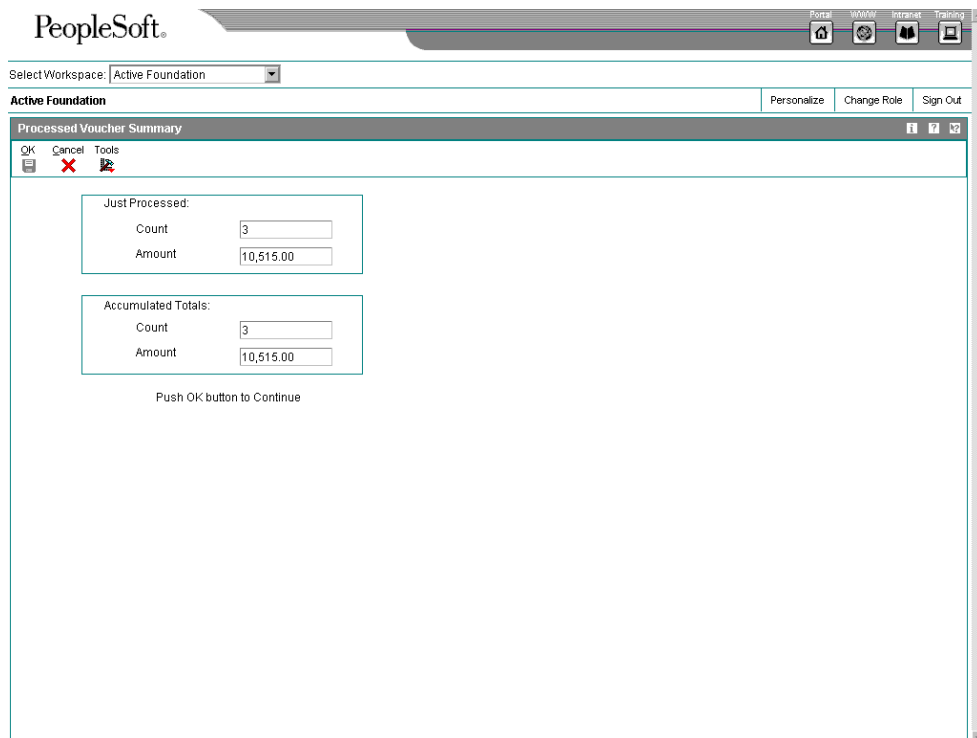 PeopleSoft®
Portal WWW Intranet Training
Select Workspace: Active Foundation
Active Foundation Personalize Change Role Sign Out
Processed Voucher Summary i ? ?
OK Cancel Tools
Just Processed:
Count 3
Amount 10,515.00
Accumulated Totals:
Count 3
Amount 10,515.00
Push OK button to Continue